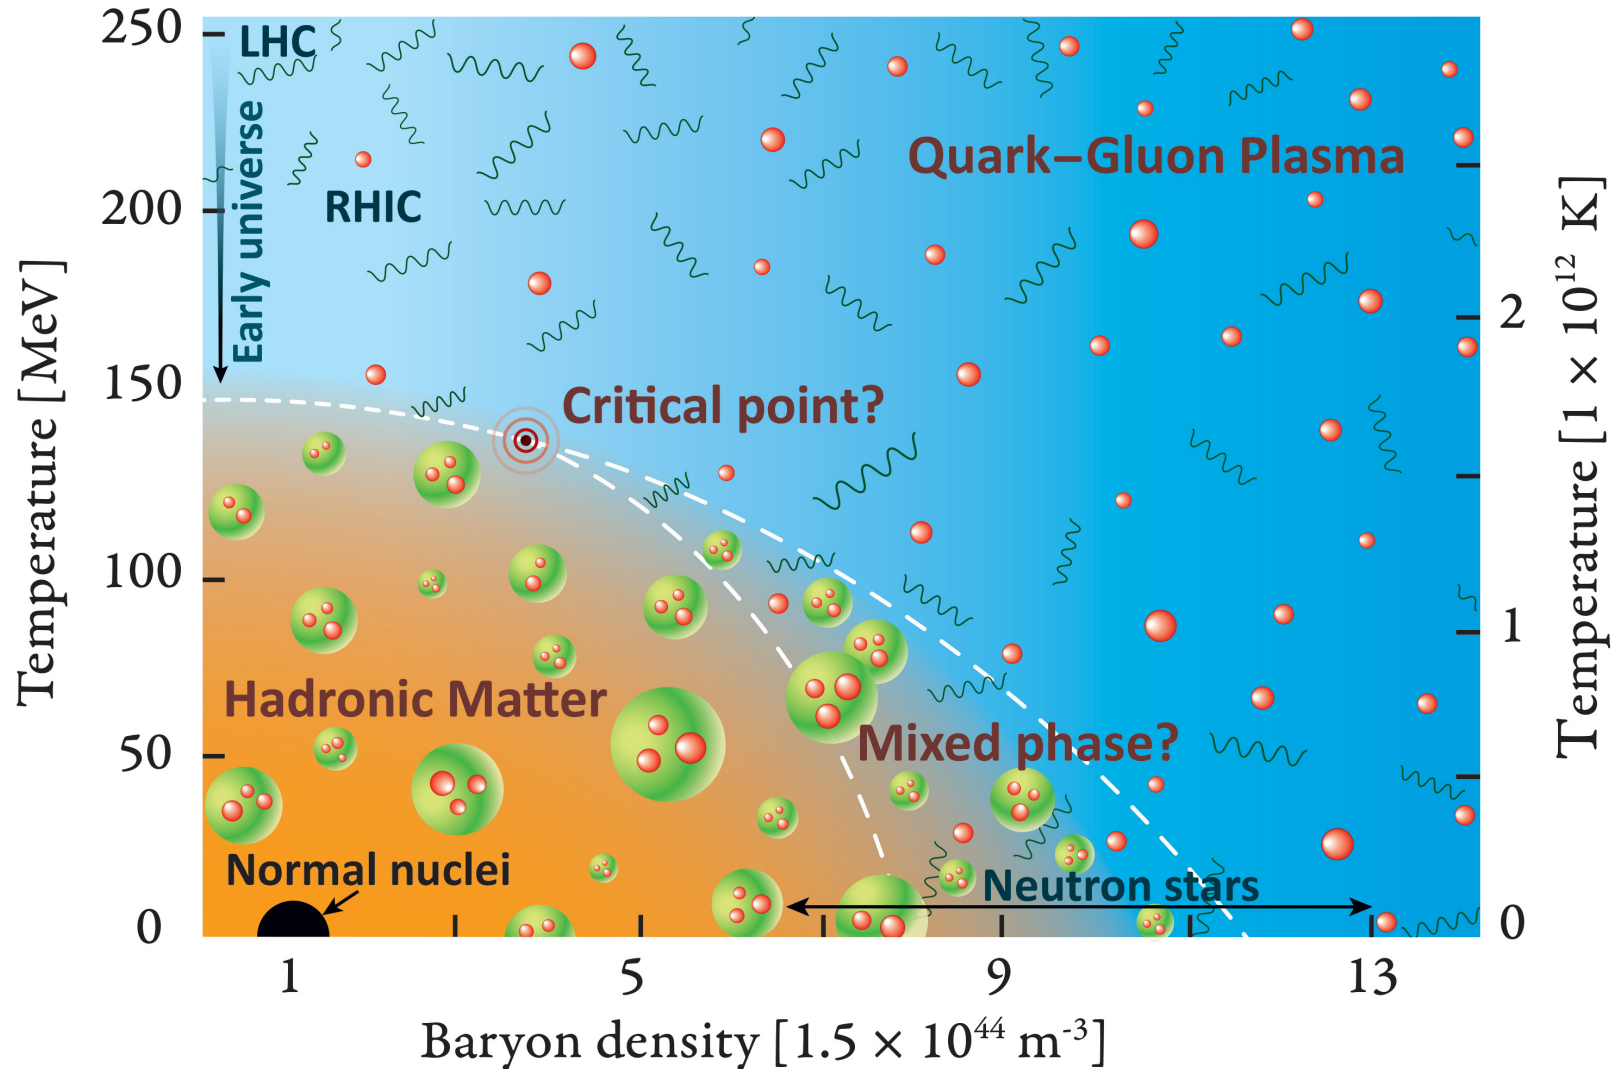 250
200
150
100
50
0
Temperature [MeV]
LHC
Early universe
RHIC
Quark–Gluon Plasma
Critical point?
Hadronic Matter
Mixed phase?
Normal nuclei
Neutron stars
2
1
0
Temperature [1 × 10¹² K]
1 5 9 13
Baryon density [1.5 × 10⁴⁴ m⁻³]